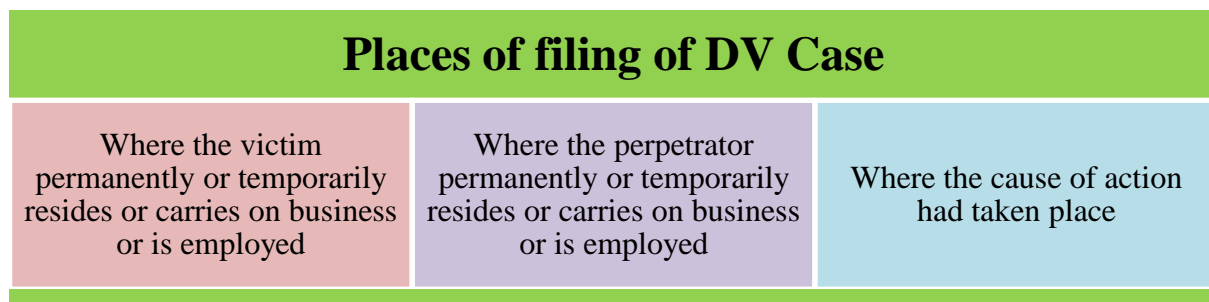 Places of filing of DV Case
Where the victim
permanently or temporarily
resides or carries on business
or is employed
Where the perpetrator
permanently or temporarily
resides or carries on business
or is employed
Where the cause of action
had taken place